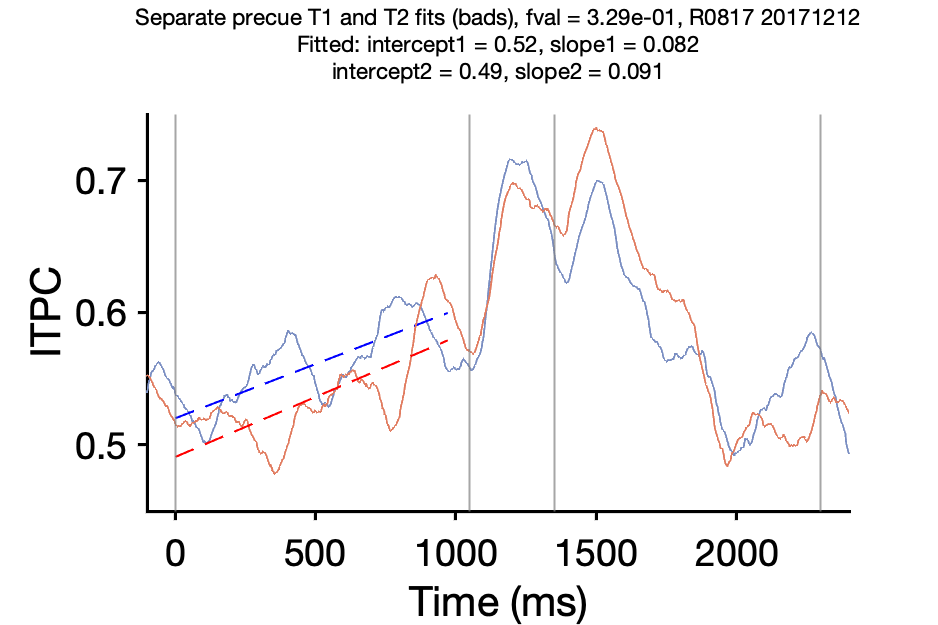 Separate precue T1 and T2 fits (bads), fval = 3.29e-01, R0817 20171212
Fitted: intercept1 = 0.52, slope1 = 0.082
intercept2 = 0.49, slope2 = 0.091
0.7
0.6
0.5
ITPC
0 500 1000 1500 2000
Time (ms)